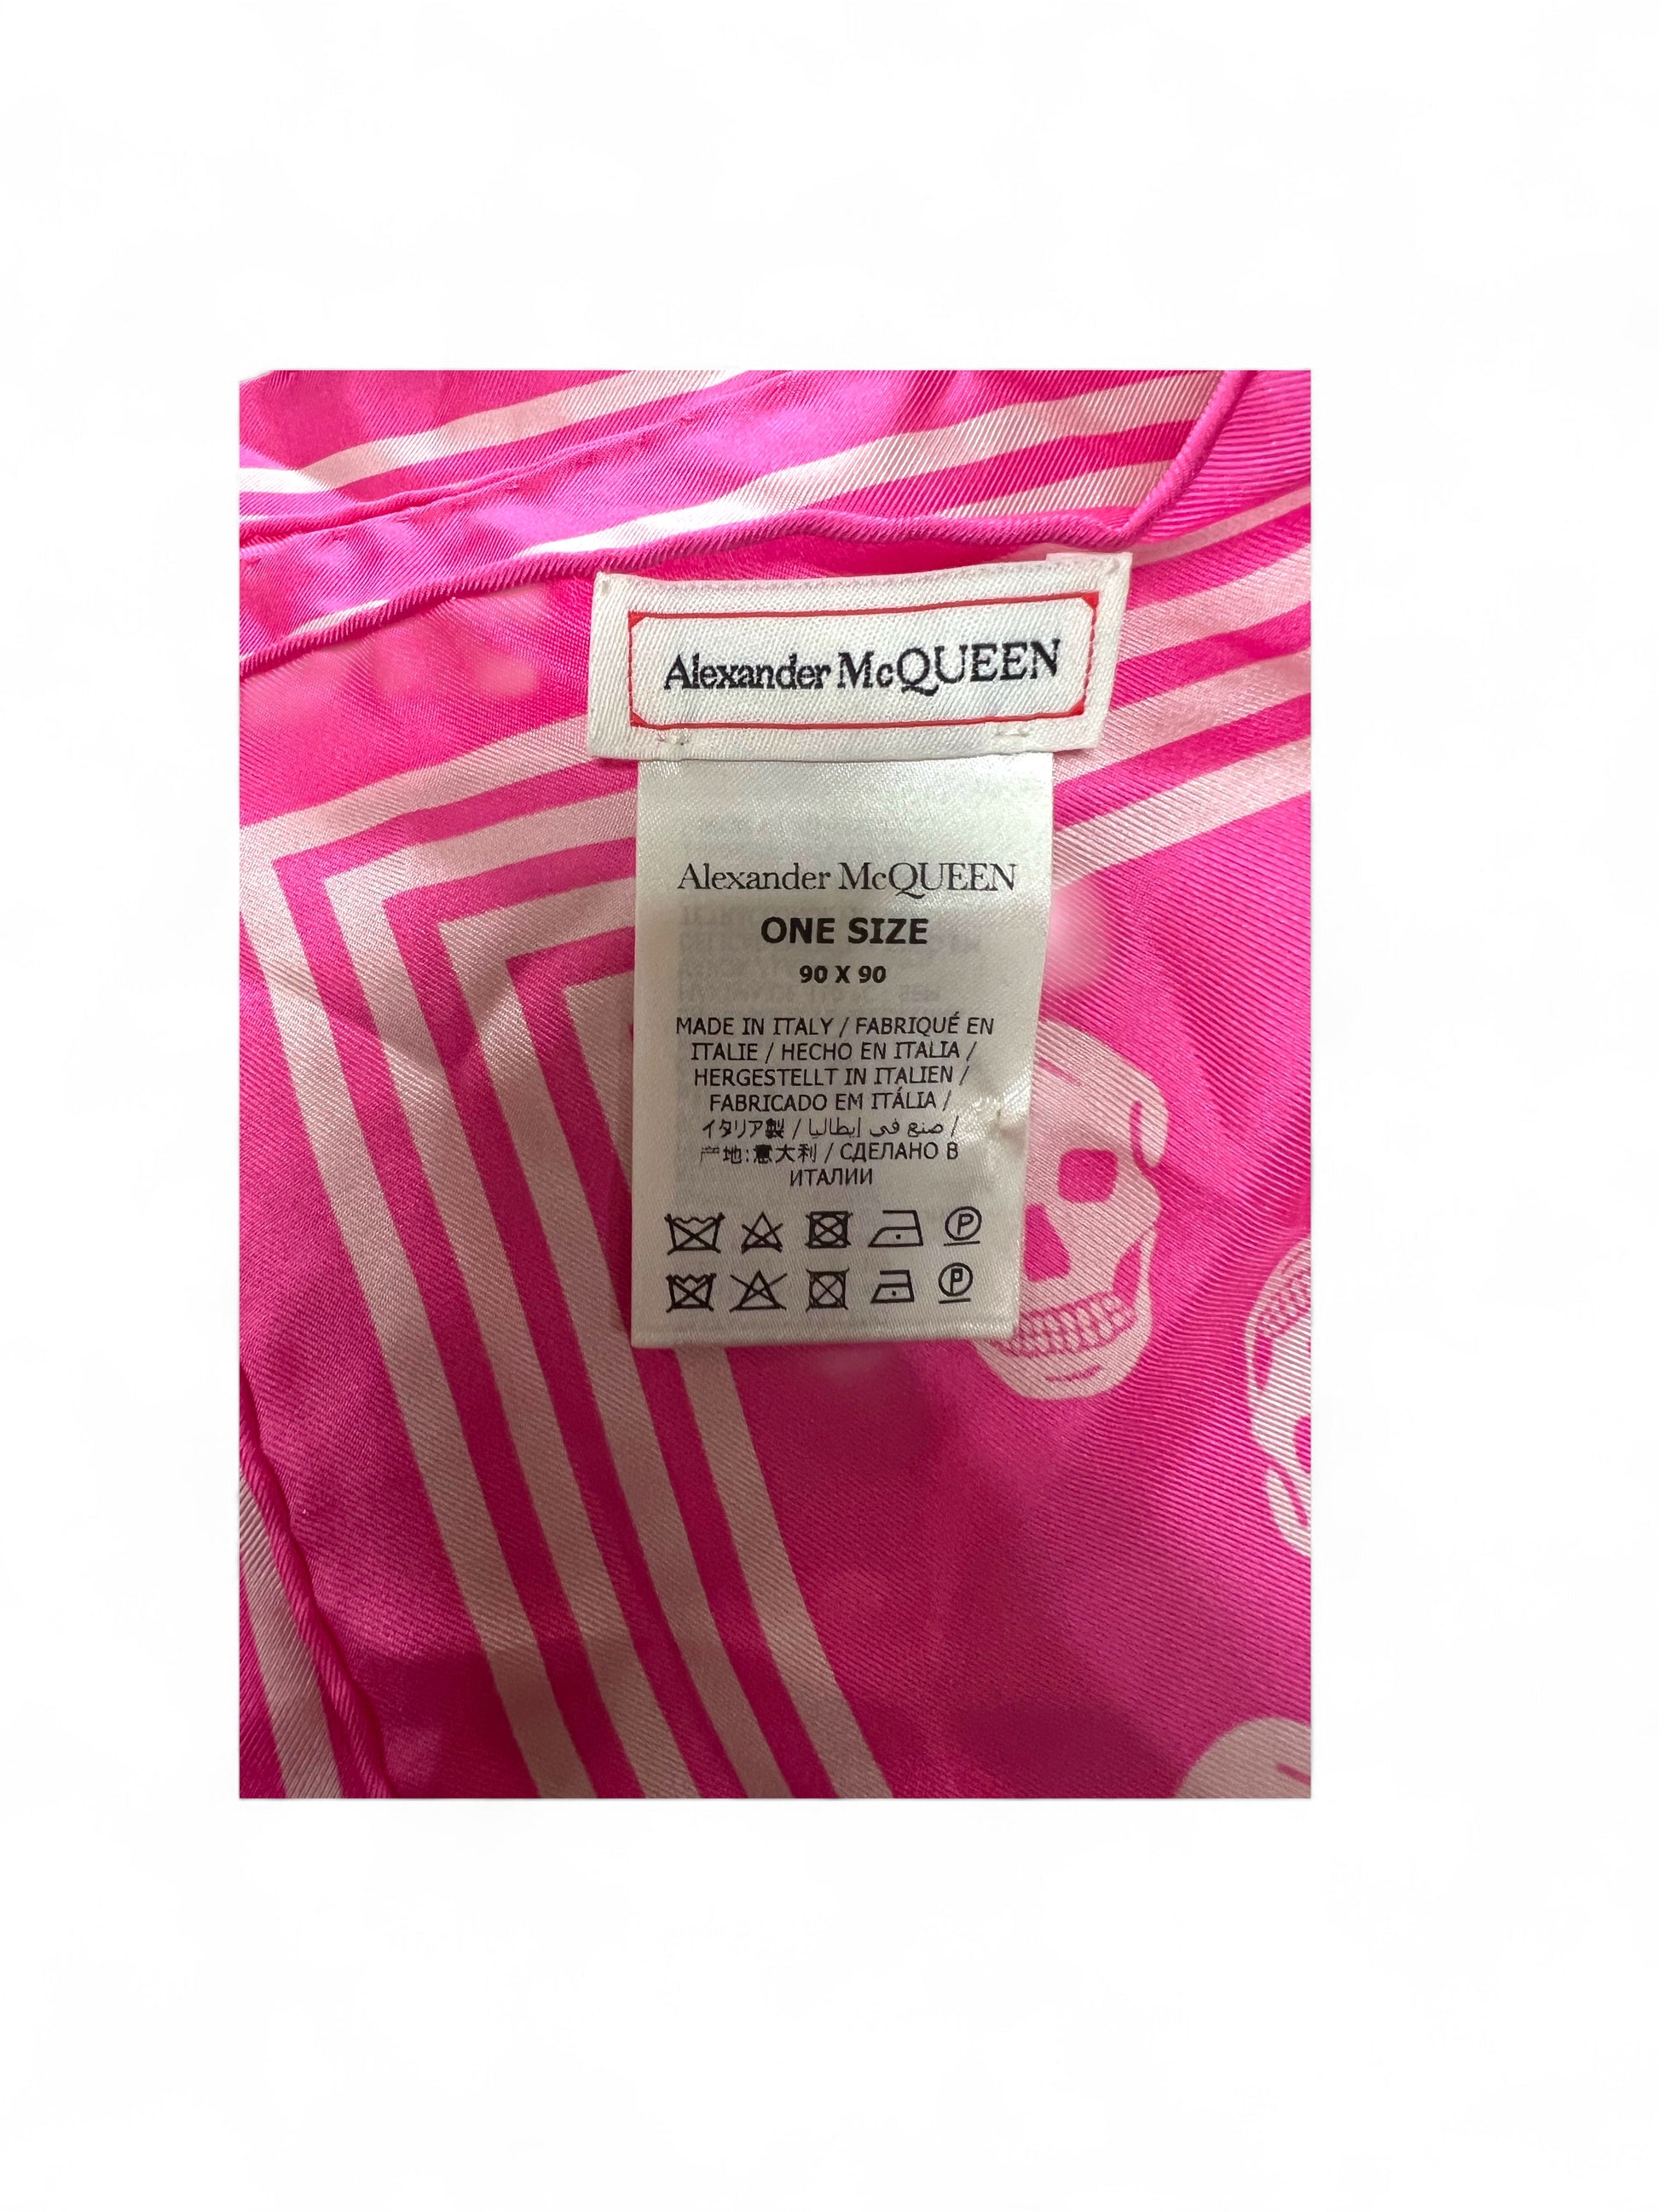 Alexander McQUEEN
Alexander McQUEEN
ONE SIZE
90 X 90
MADE IN ITALY / FABRIQUÉ EN
ITALIE / HECHO EN ITALIA /
HERGESTELLT IN ITALIEN /
FABRICADO EM ITÁLIA /
イタリア製 / صنع في إيطاليا /
产地:意大利 / СДЕЛАНО В
ИТАЛИИ
P
P